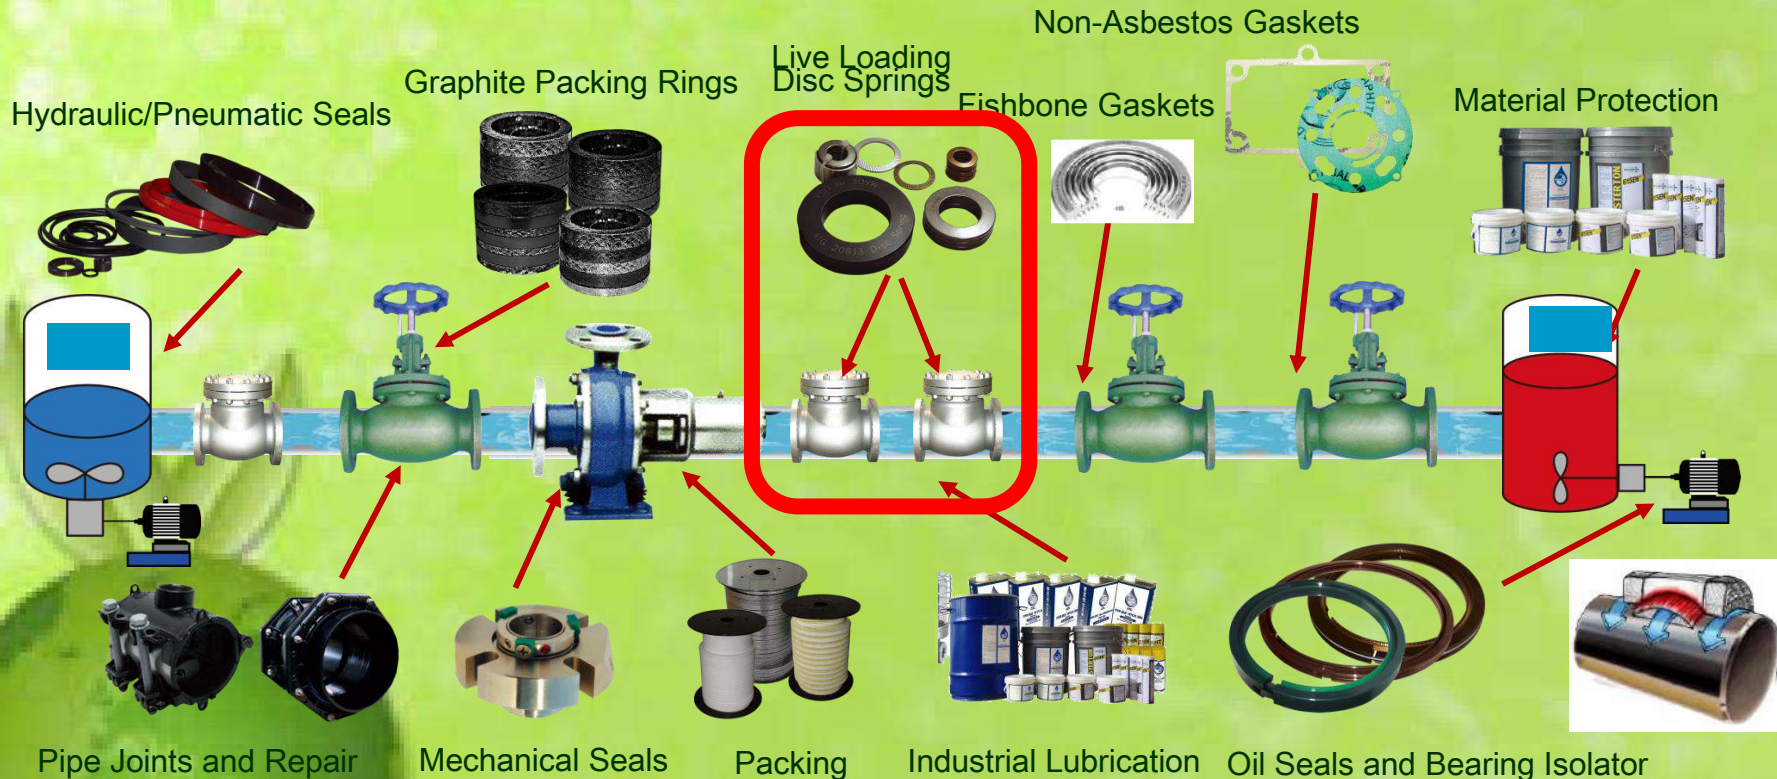 Non-Asbestos Gaskets
Live Loading
Disc Springs
Graphite Packing Rings
Hydraulic/Pneumatic Seals
Fishbone Gaskets
Material Protection
Pipe Joints and Repair
Mechanical Seals
Packing
Industrial Lubrication
Oil Seals and Bearing Isolator